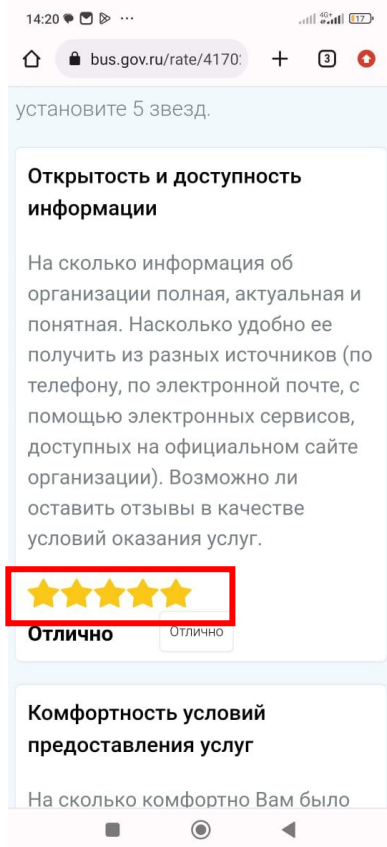 14:20
4G+ 17
bus.gov.ru/rate/4170 3
установите 5 звезд.
Открытость и доступность
информации
На сколько информация об
организации полная, актуальная и
понятная. Насколько удобно ее
получить из разных источников (по
телефону, по электронной почте, с
помощью электронных сервисов,
доступных на официальном сайте
организации). Возможно ли
оставить отзывы в качестве
условий оказания услуг.
Отлично Отлично
Комфортность условий
предоставления услуг
На сколько комфортно Вам было